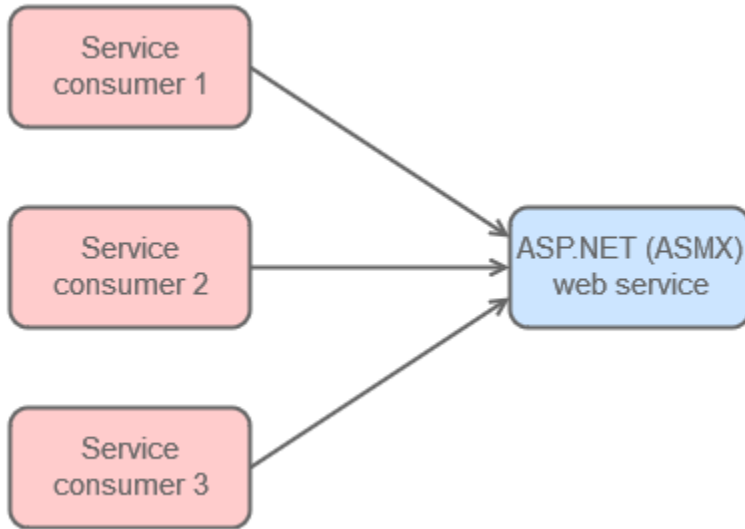 Service
consumer 1
Service
consumer 2
ASP.NET (ASMX)
web service
Service
consumer 3